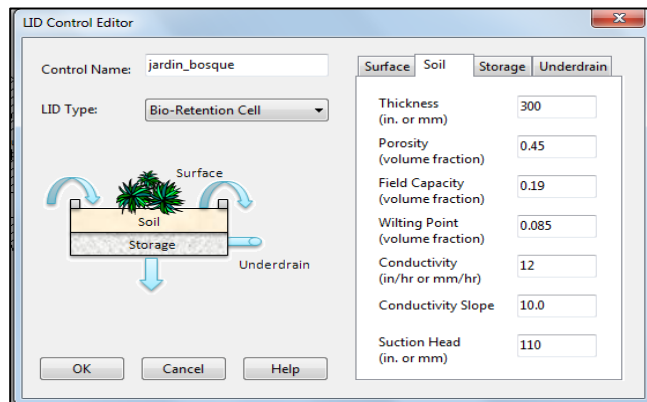 LID Control Editor
Control Name:
jardin_bosque
LID Type:
Bio-Retention Cell
Surface
Soil
Storage
Underdrain
OK
Cancel
Help
Surface
Soil
Storage
Underdrain
Thickness
(in. or mm)
300
Porosity
(volume fraction)
0.45
Field Capacity
(volume fraction)
0.19
Wilting Point
(volume fraction)
0.085
Conductivity
(in/hr or mm/hr)
12
Conductivity Slope
10.0
Suction Head
(in. or mm)
110